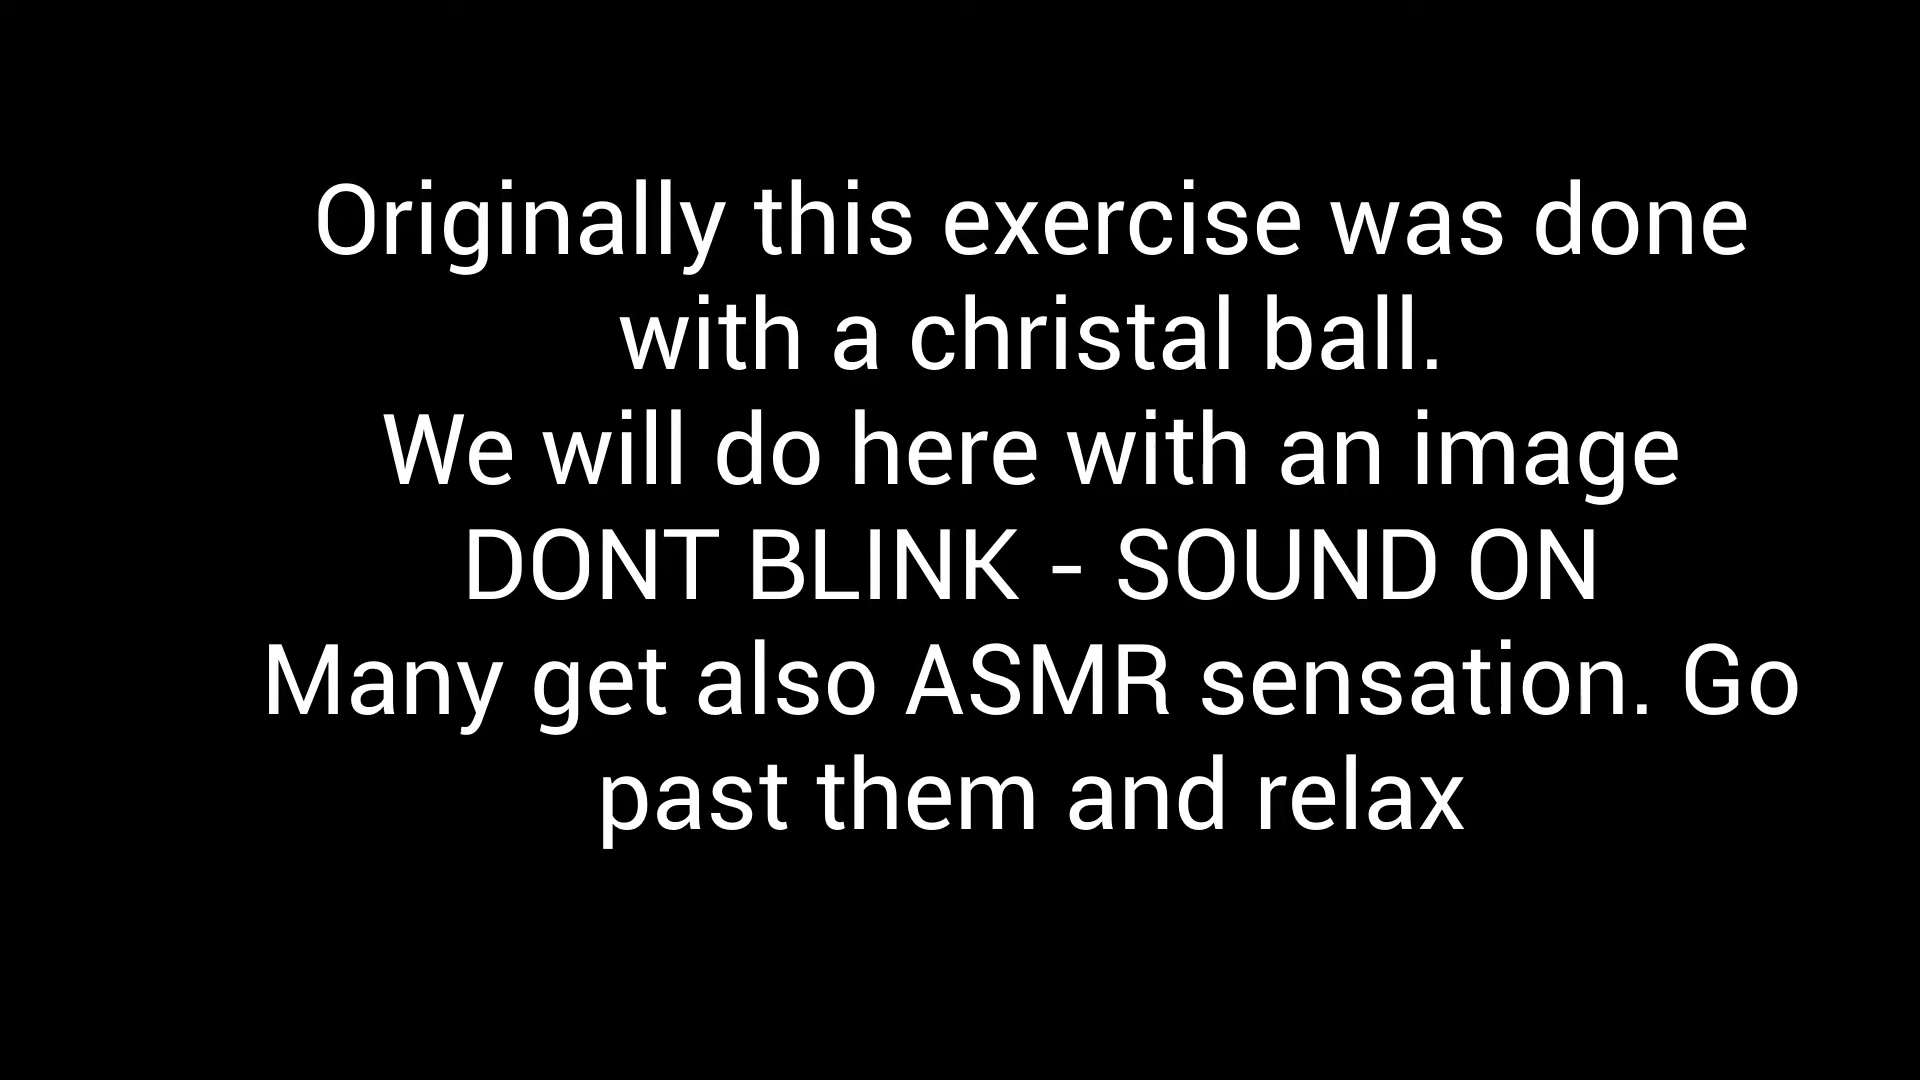 Originally this exercise was done
with a christal ball.
We will do here with an image
DONT BLINK - SOUND ON
Many get also ASMR sensation. Go
past them and relax